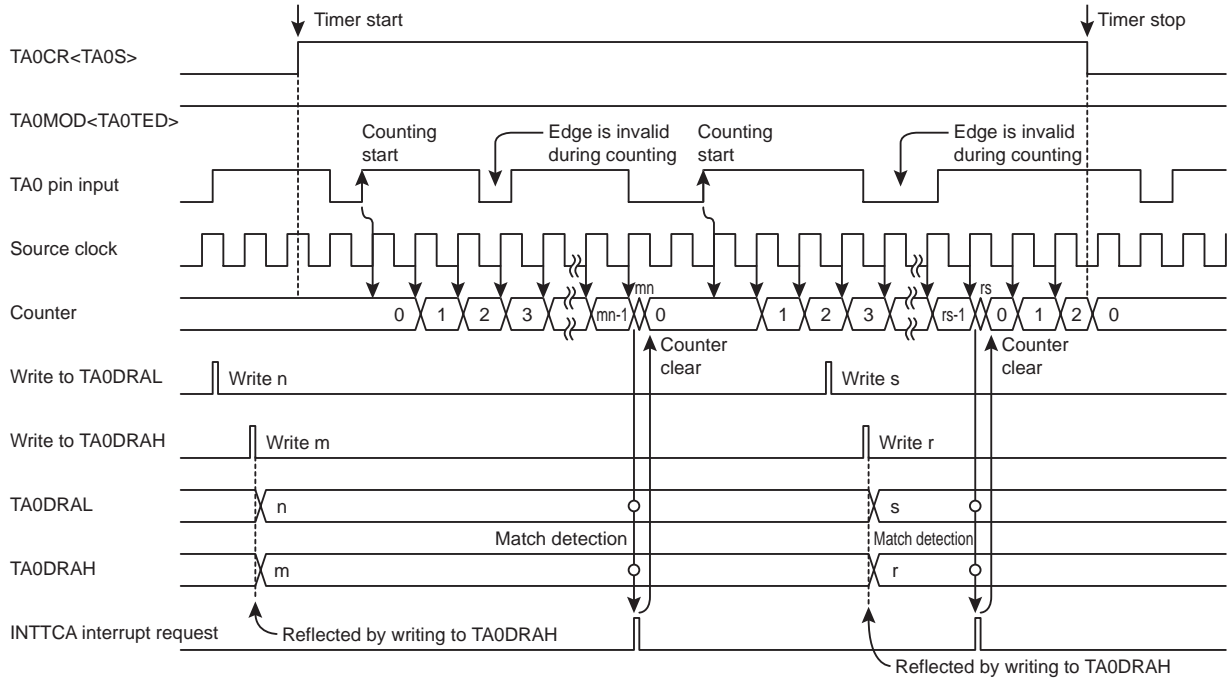 Timer start
Timer stop
TA0CR<TA0S>
TA0MOD<TA0TED>
Counting
start
Edge is invalid
during counting
Counting
start
Edge is invalid
during counting
TA0 pin input
Source clock
mn
rs
Counter
0 1 2 3 mn-1 0 1 2 3 rs-1 0 1 2 0
Counter
clear
Counter
clear
Write to TA0DRAL
Write n
Write s
Write to TA0DRAH
Write m
Write r
TA0DRAL
n
s
Match detection
Match detection
TA0DRAH
m
r
INTTCA interrupt request
Reflected by writing to TA0DRAH
Reflected by writing to TA0DRAH